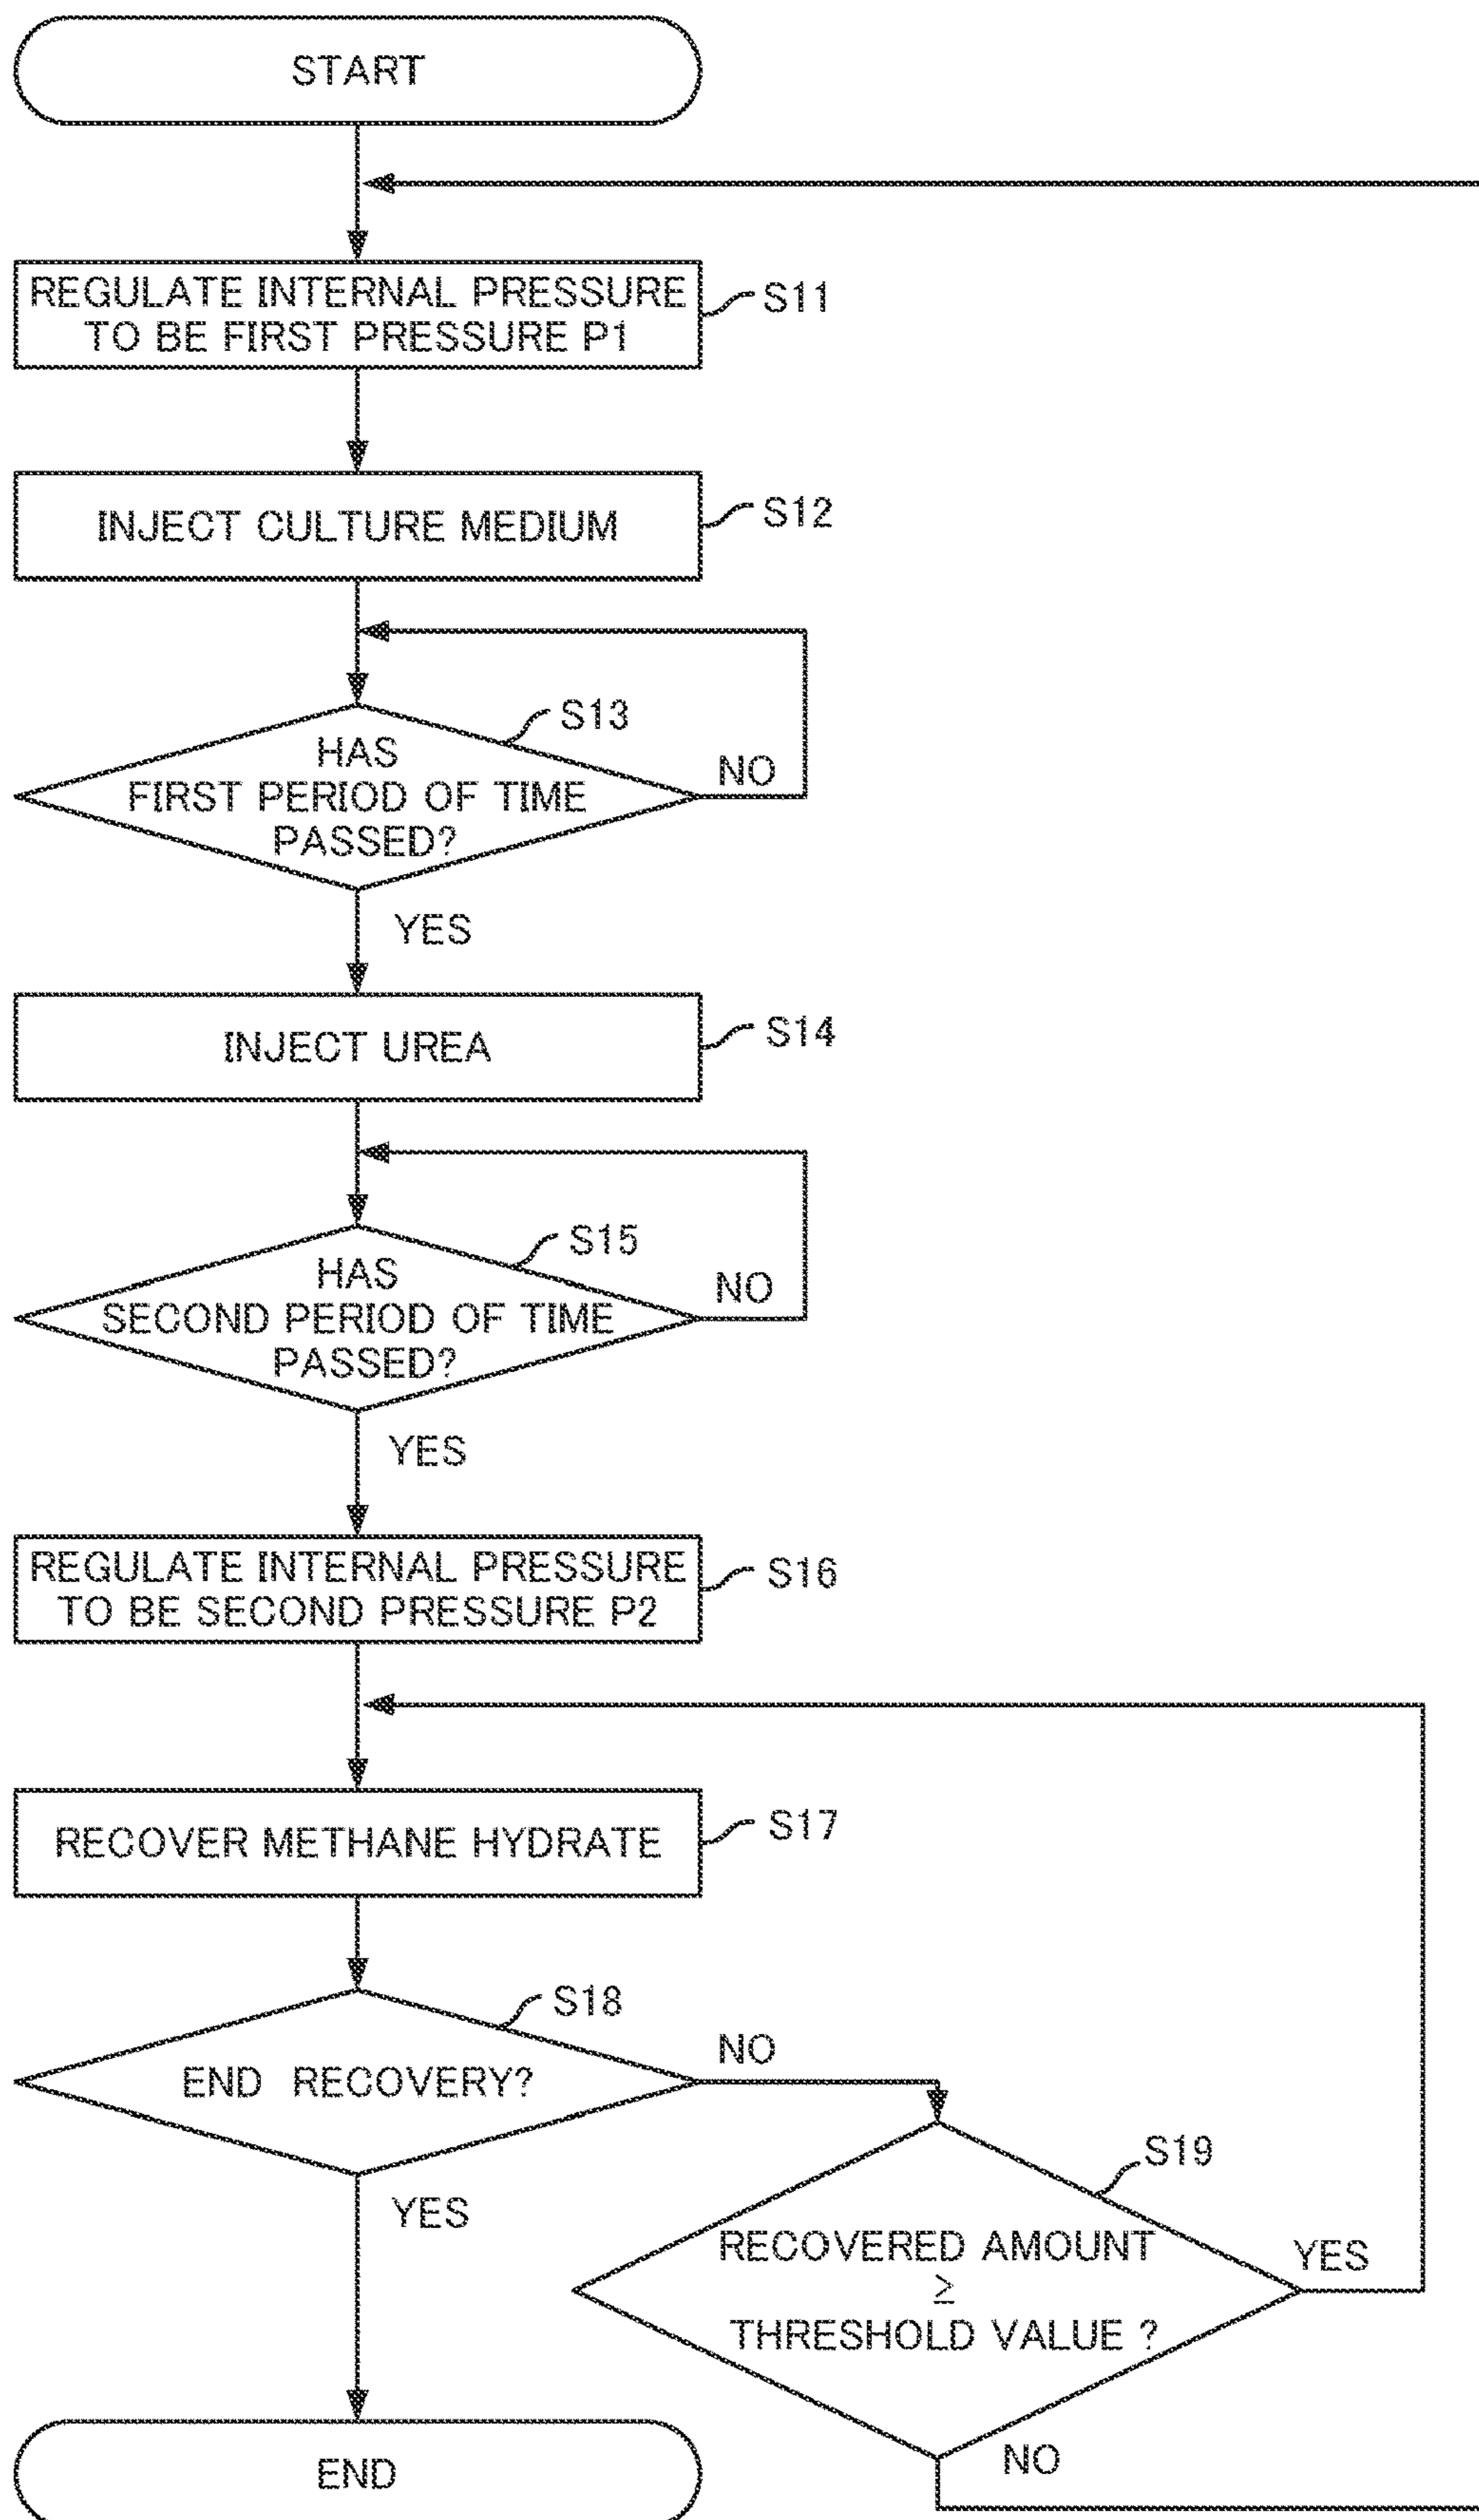 START
REGULATE INTERNAL PRESSURE
TO BE FIRST PRESSURE P1
S11
INJECT CULTURE MEDIUM
S12
S13
HAS
FIRST PERIOD OF TIME
PASSED?
NO
YES
INJECT UREA
S14
S15
HAS
SECOND PERIOD OF TIME
PASSED?
NO
YES
REGULATE INTERNAL PRESSURE
TO BE SECOND PRESSURE P2
S16
RECOVER METHANE HYDRATE
S17
S18
END RECOVERY?
NO
YES
S19
RECOVERED AMOUNT
≥
THRESHOLD VALUE ?
YES
NO
END